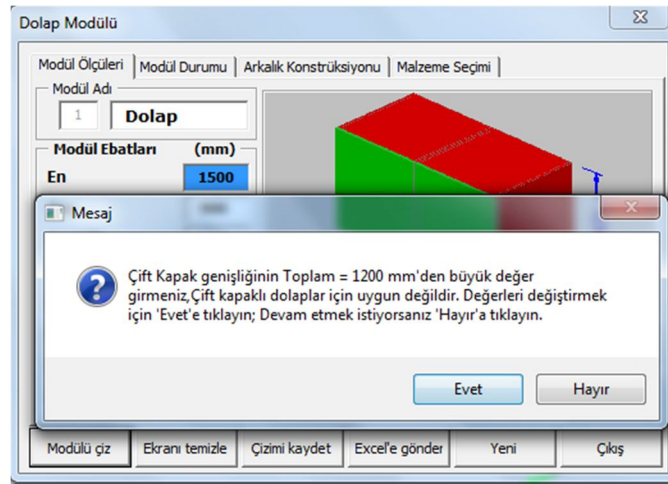 Dolap Modülü
Modül Ölçüleri
Modül Durumu
Arkalık Konstrüksiyonu
Malzeme Seçimi
Modül Adı
1
Dolap
Modül Ebatları (mm)
En 1500
Mesaj
Çift Kapak genişliğinin Toplam = 1200 mm'den büyük değer
girmeniz,Çift kapaklı dolaplar için uygun değildir. Değerleri değiştirmek
için 'Evet'e tıklayın; Devam etmek istiyorsanız 'Hayır'a tıklayın.
Evet
Hayır
Modülü çiz
Ekranı temizle
Çizimi kaydet
Excel'e gönder
Yeni
Çıkış